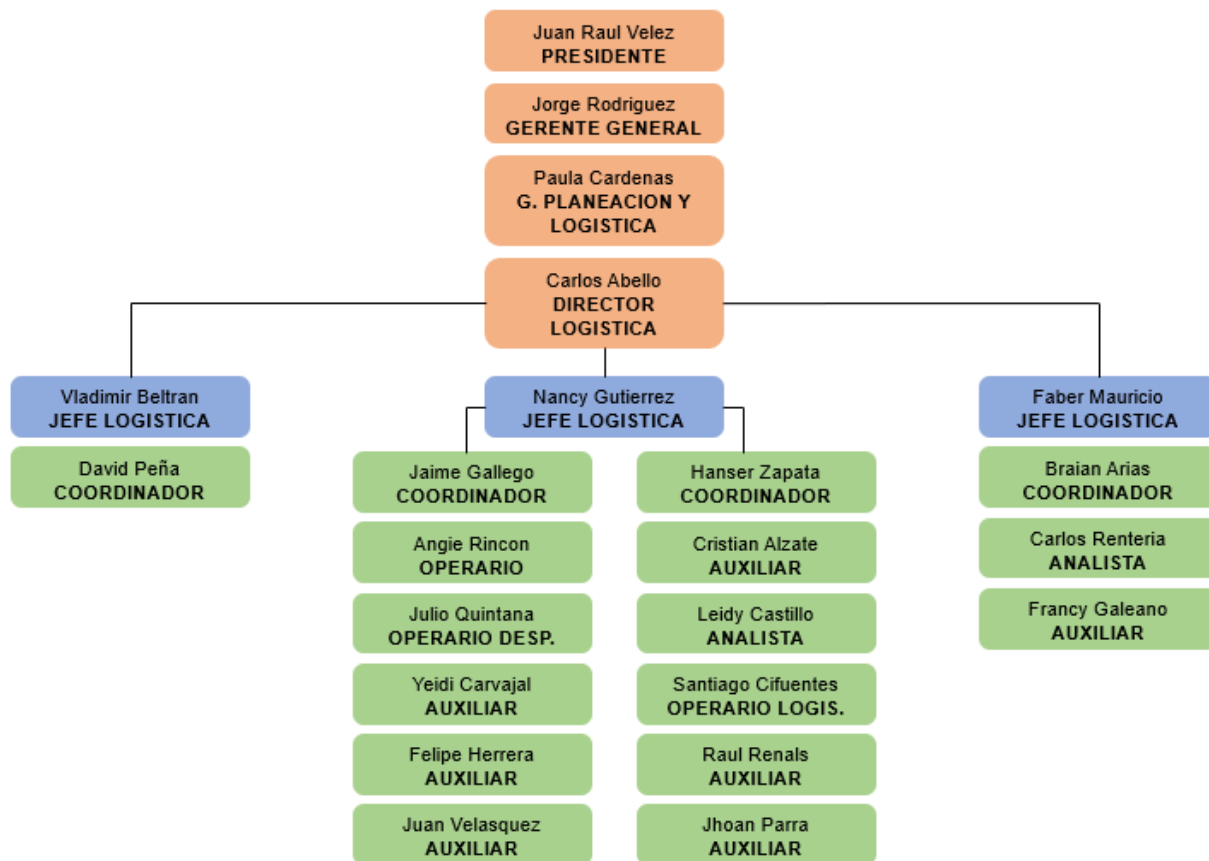 Juan Raul Velez
PRESIDENTE
Jorge Rodriguez
GERENTE GENERAL
Paula Cardenas
G. PLANEACION Y
LOGISTICA
Carlos Abello
DIRECTOR
LOGISTICA
Vladimir Beltran
JEFE LOGISTICA
David Peña
COORDINADOR
Nancy Gutierrez
JEFE LOGISTICA
Jaime Gallego
COORDINADOR
Angie Rincon
OPERARIO
Julio Quintana
OPERARIO DESP.
Yeidi Carvajal
AUXILIAR
Felipe Herrera
AUXILIAR
Juan Velasquez
AUXILIAR
Hanser Zapata
COORDINADOR
Cristian Alzate
AUXILIAR
Leidy Castillo
ANALISTA
Santiago Cifuentes
OPERARIO LOGIS.
Raul Renals
AUXILIAR
Jhoan Parra
AUXILIAR
Faber Mauricio
JEFE LOGISTICA
Braian Arias
COORDINADOR
Carlos Renteria
ANALISTA
Francy Galeano
AUXILIAR